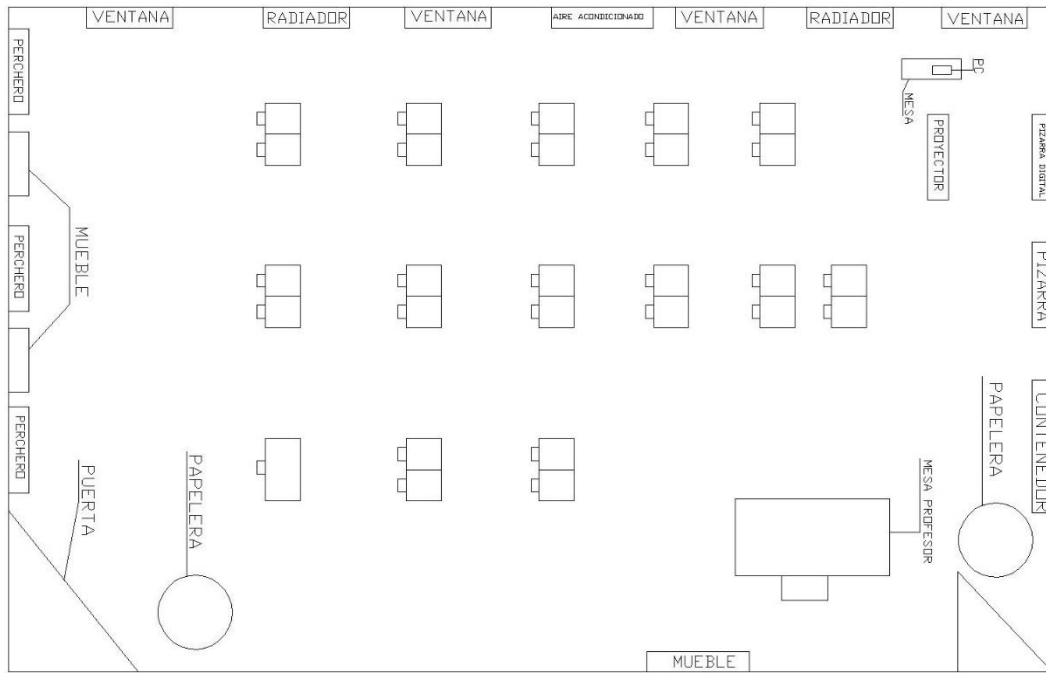 VENTANA
RADIADOR
VENTANA
AIRE ACONDICIONADO
VENTANA
RADIADOR
VENTANA
PERCHERO
PC
MESA
PROYECTOR
PIZARRA DIGITAL
MUEBLE
PERCHERO
PIZARRA
PERCHERO
PUERTA
PAPELERA
MESA PROFESOR
PAPELERA
CONTENEDOR
MUEBLE